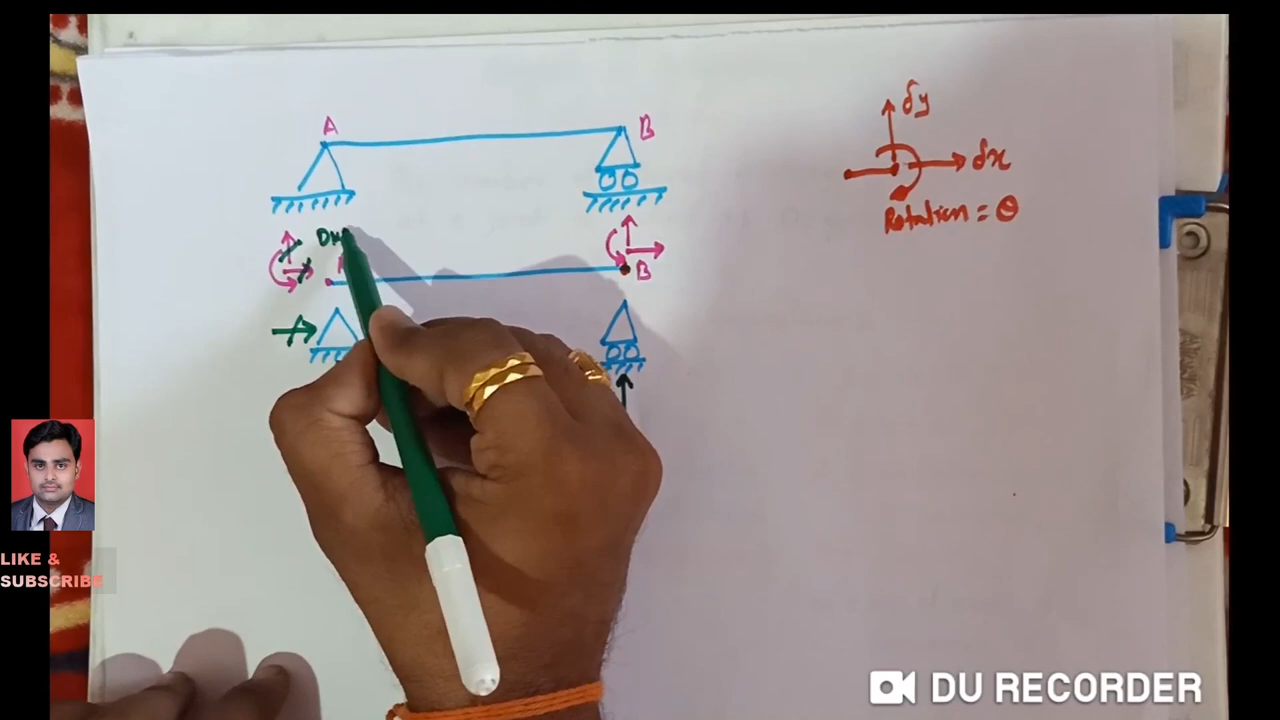 A
B
δy
δx
Rotation = θ
B
LIKE &
SUBSCRIBE
DU RECORDER